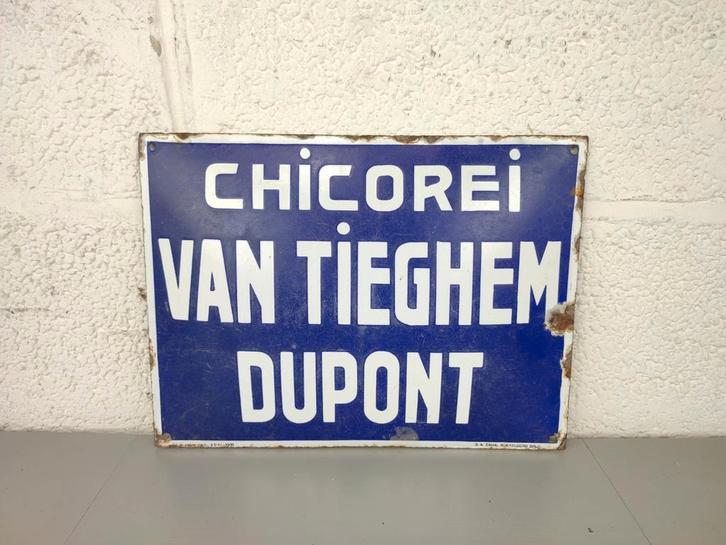 CHiCOREi
VAN TiEGHEM
DUPONT